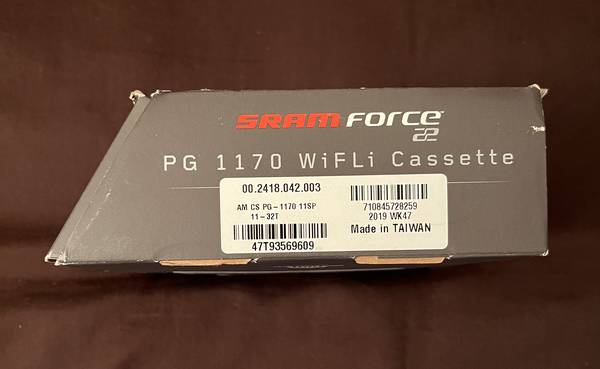 SRAM FORCE
22
PG 1170 WiFLi Cassette
00.2418.042.003
AM CS PG-1170 11SP
11-32T
47T93569609
710845728259
2019 WK47
Made in TAIWAN